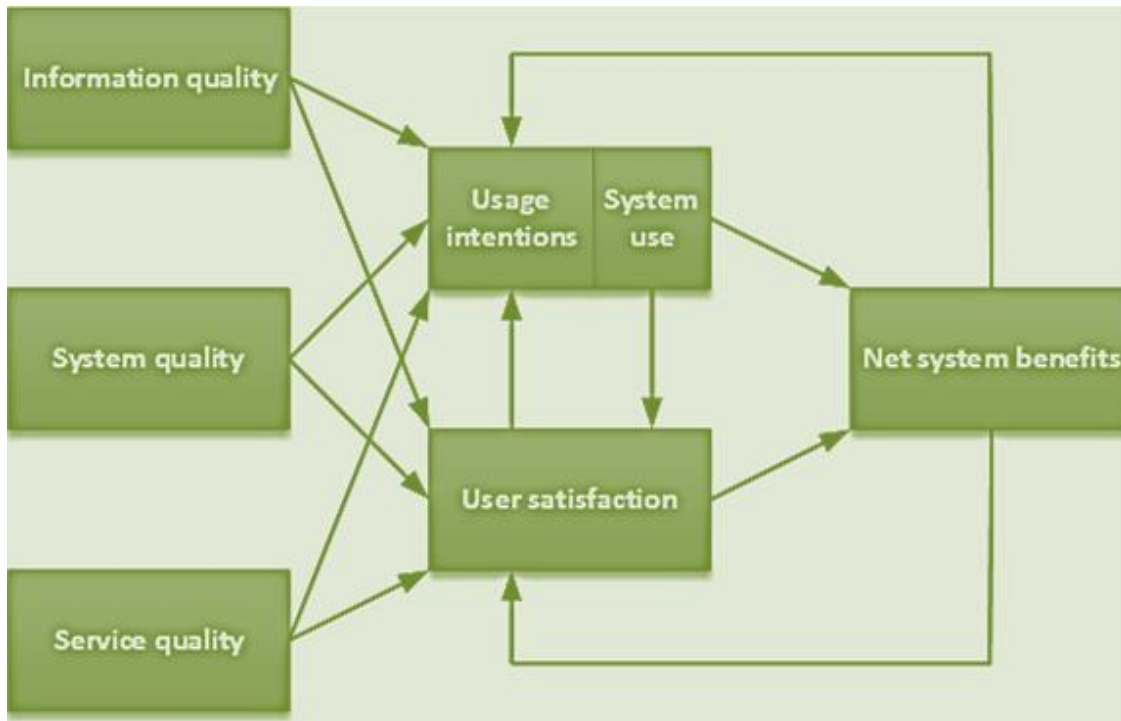 Information quality
Usage
intentions
System
use
System quality
Net system benefits
User satisfaction
Service quality